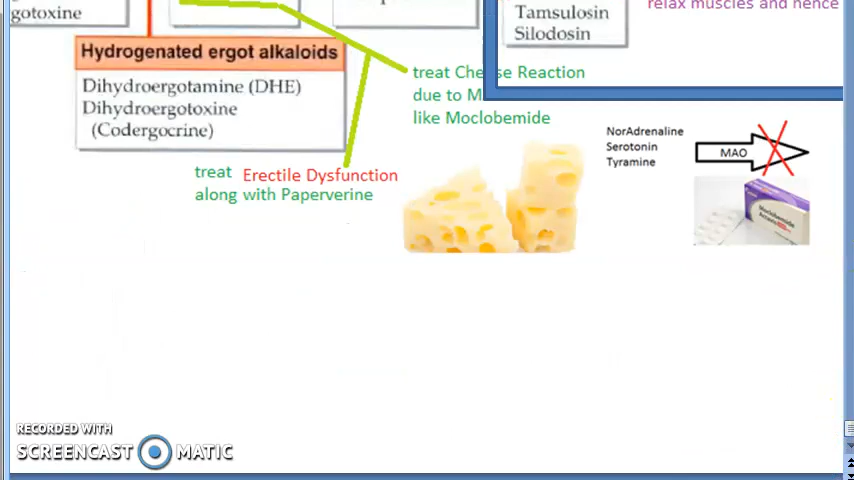 gotoxine
Tamsulosin
Silodosin
relax muscles and hence
Hydrogenated ergot alkaloids
Dihydroergotamine (DHE)
Dihydroergotoxine
(Codergocrine)
treat Cheese Reaction
due to M
like Moclobemide
treat Erectile Dysfunction
along with Paperverine
NorAdrenaline
Serotonin
Tyramine
MAO
Moclobemide
RECORDED WITH
SCREENCAST MATIC